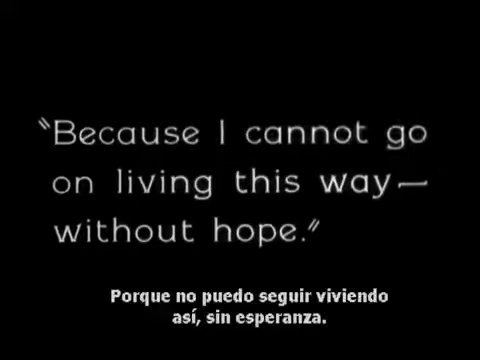 "Because I cannot go
on living this way—
without hope."
Porque no puedo seguir viviendo
así, sin esperanza.